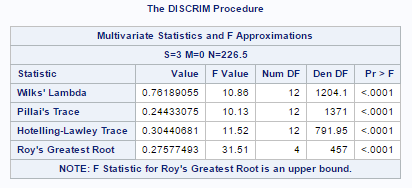 The DISCRIM Procedure
Multivariate Statistics and F Approximations
S=3 M=0 N=226.5
Statistic Value F Value Num DF Den DF Pr > F
Wilks' Lambda 0.76189055 10.86 12 1204.1 <.0001
Pillai's Trace 0.24433075 10.13 12 1371 <.0001
Hotelling-Lawley Trace 0.30440681 11.52 12 791.95 <.0001
Roy's Greatest Root 0.27577493 31.51 4 457 <.0001
NOTE: F Statistic for Roy's Greatest Root is an upper bound.